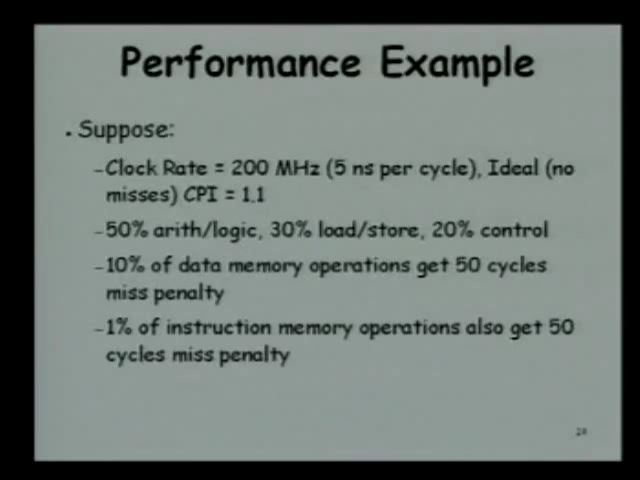 Performance Example
• Suppose:
–Clock Rate = 200 MHz (5 ns per cycle), Ideal (no
misses) CPI = 1.1
–50% arith/logic, 30% load/store, 20% control
–10% of data memory operations get 50 cycles
miss penalty
–1% of instruction memory operations also get 50
cycles miss penalty